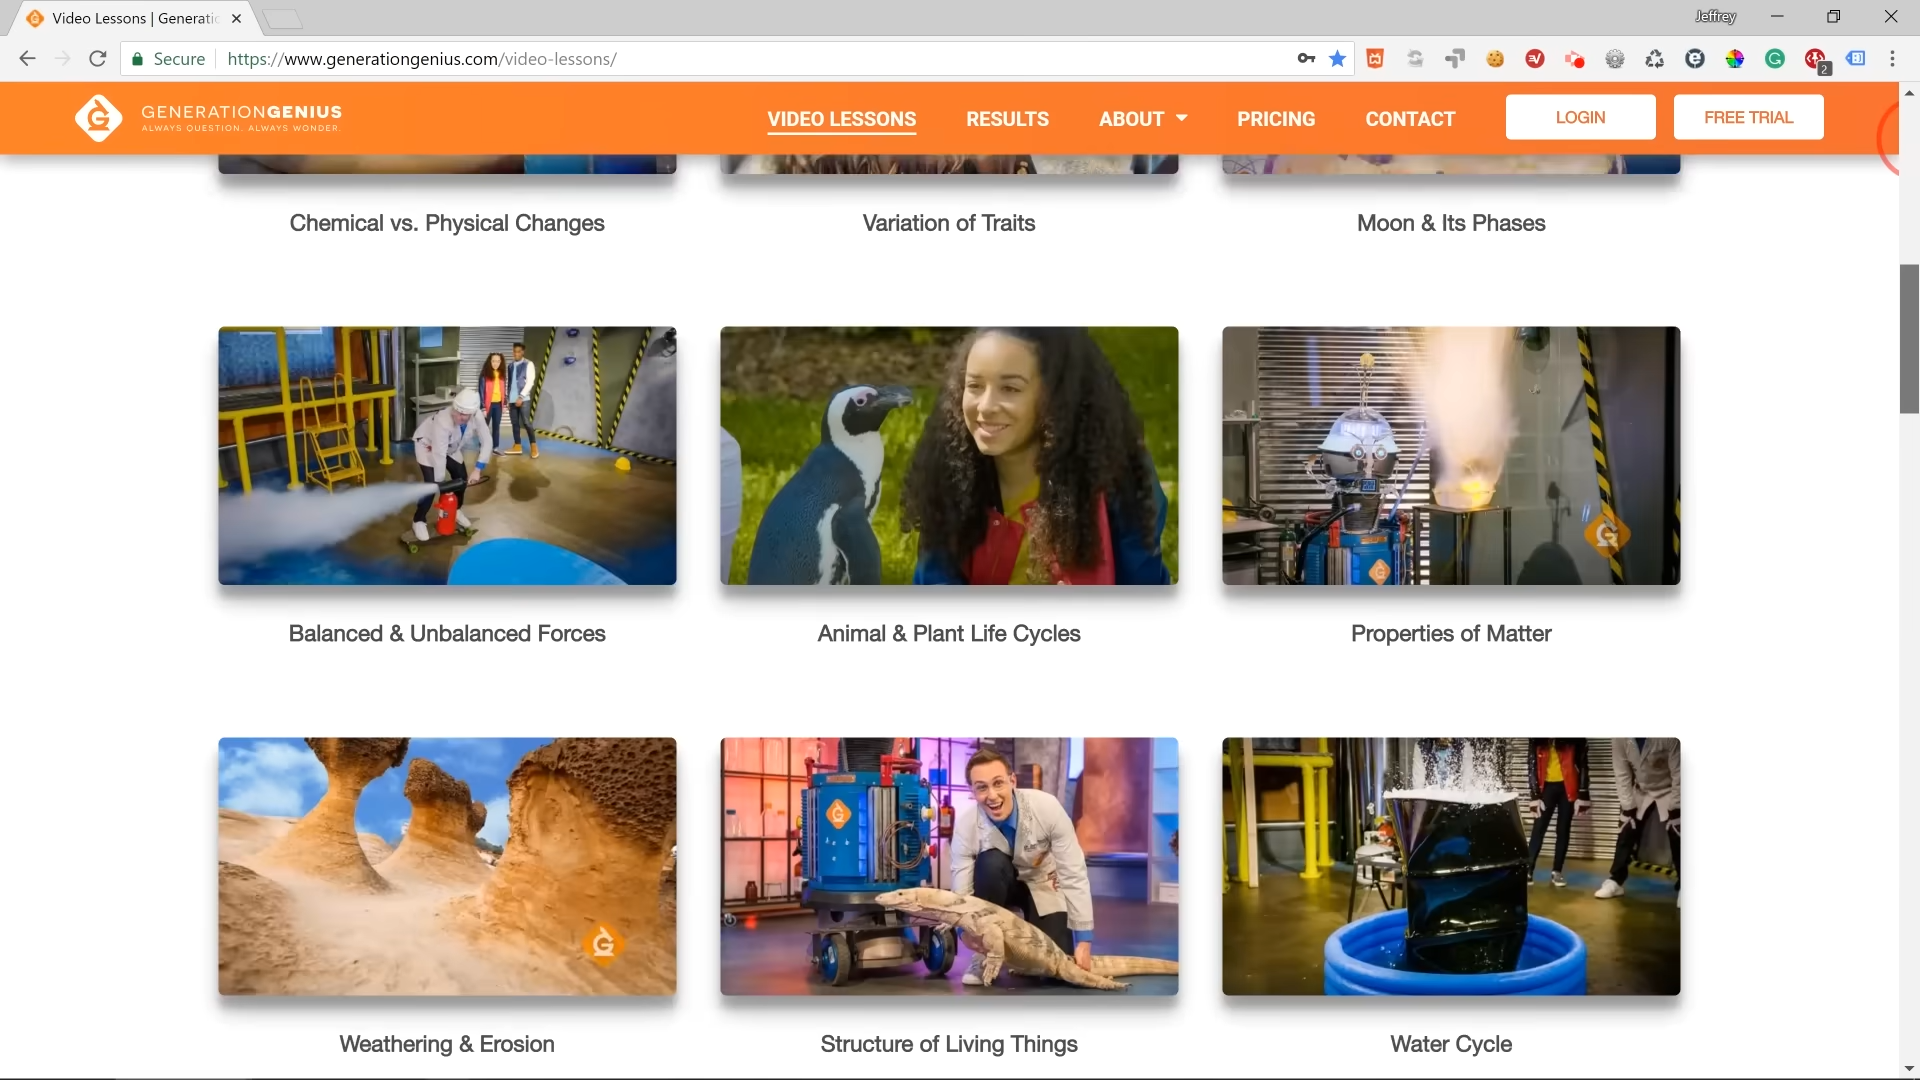 Video Lessons | Generatio
Jeffrey
Secure
https://www.generationgenius.com/video-lessons/
2
GENERATIONGENIUS
ALWAYS QUESTION. ALWAYS WONDER.
VIDEO LESSONS
RESULTS
ABOUT
PRICING
CONTACT
LOGIN
FREE TRIAL
Chemical vs. Physical Changes
Variation of Traits
Moon & Its Phases
Balanced & Unbalanced Forces
Animal & Plant Life Cycles
Properties of Matter
Weathering & Erosion
Structure of Living Things
Water Cycle